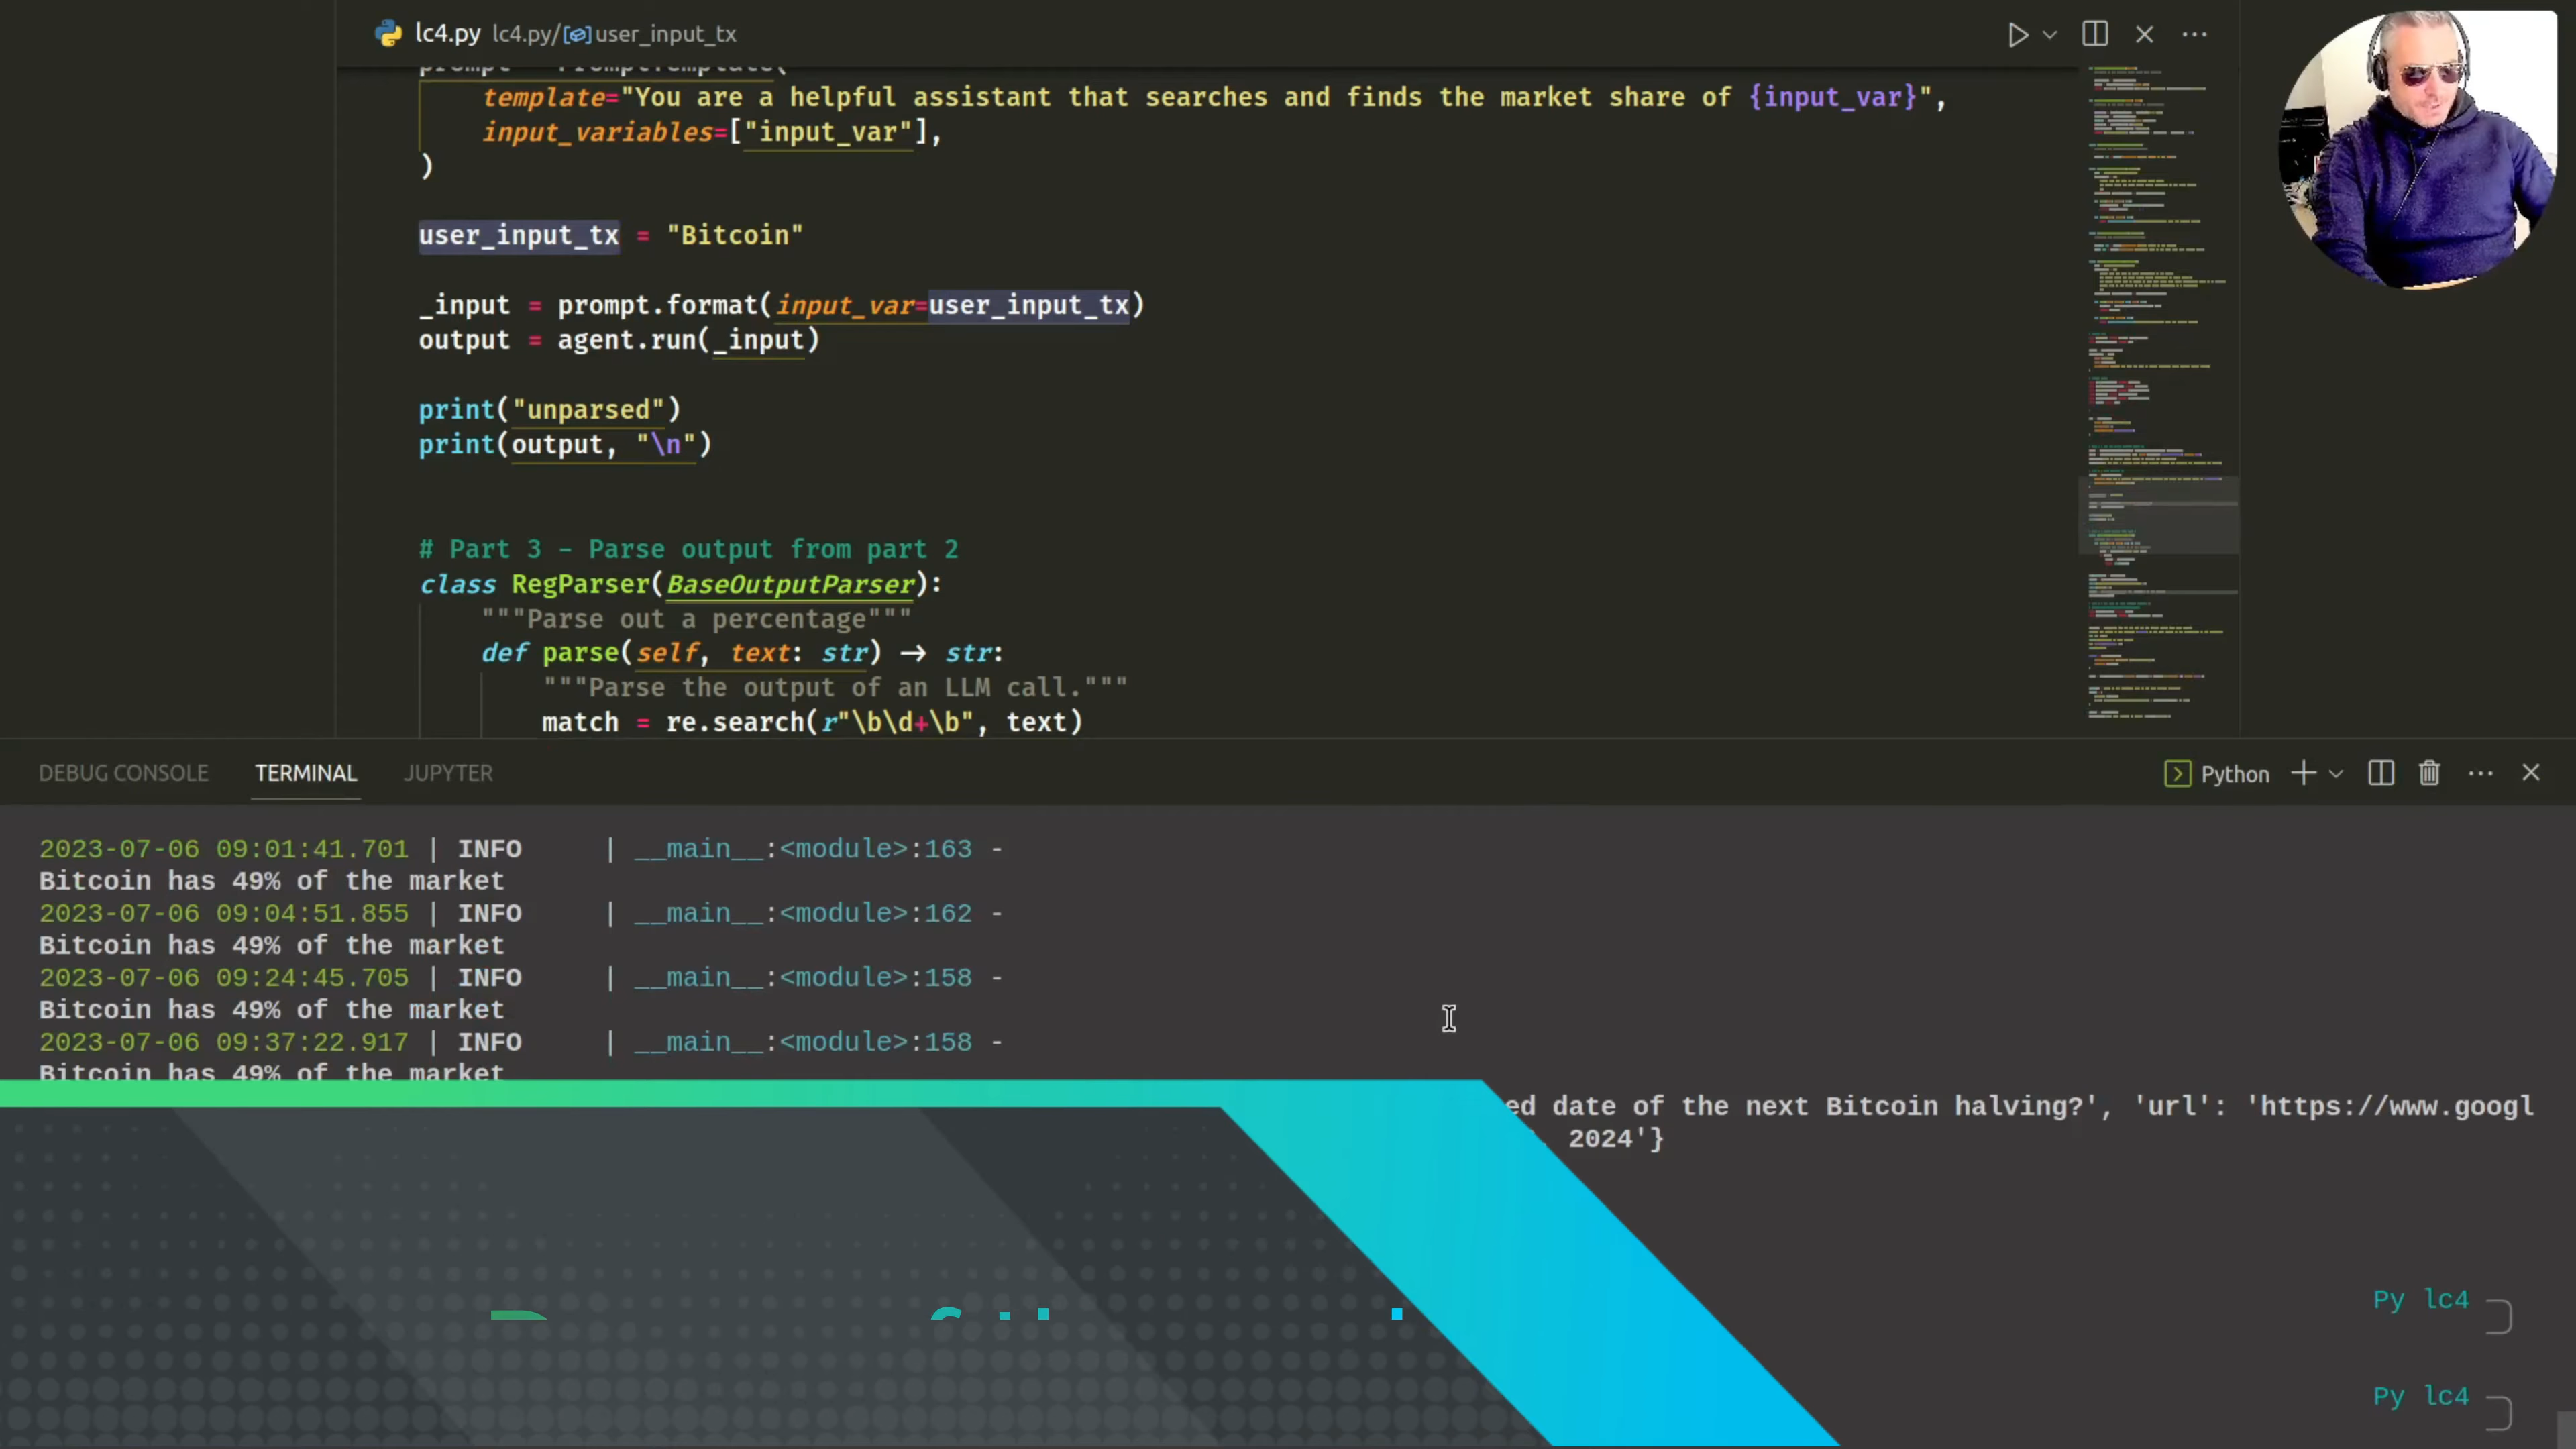 lc4.py lc4.py/user_input_tx
template="You are a helpful assistant that searches and finds the market share of {input_var}",
input_variables=["input_var"],
)
user_input_tx = "Bitcoin"
_input = prompt.format(input_var=user_input_tx)
output = agent.run(_input)
print("unparsed")
print(output, "\n")
# Part 3 - Parse output from part 2
class RegParser(BaseOutputParser):
"""Parse out a percentage"""
def parse(self, text: str) → str:
"""Parse the output of an LLM call."""
match = re.search(r"\b\d+\b", text)
DEBUG CONSOLE TERMINAL JUPYTER Python
2023-07-06 09:01:41.701 | INFO | __main__:<module>:163 -
Bitcoin has 49% of the market
2023-07-06 09:04:51.855 | INFO | __main__:<module>:162 -
Bitcoin has 49% of the market
2023-07-06 09:24:45.705 | INFO | __main__:<module>:158 -
Bitcoin has 49% of the market
2023-07-06 09:37:22.917 | INFO | __main__:<module>:158 -
Bitcoin has 49% of the market
date of the next Bitcoin halving?', 'url': 'https://www.googl
2024'}
Py lc4
Py lc4